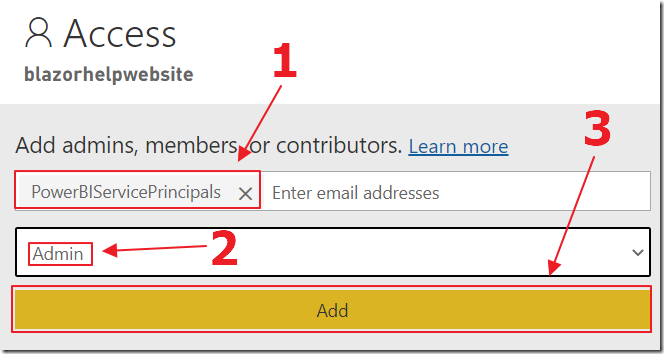 Access
blazorhelpwebsite
1
Add admins, members, or contributors. Learn more
3
PowerBIServicePrincipals × Enter email addresses
Admin
2
Add